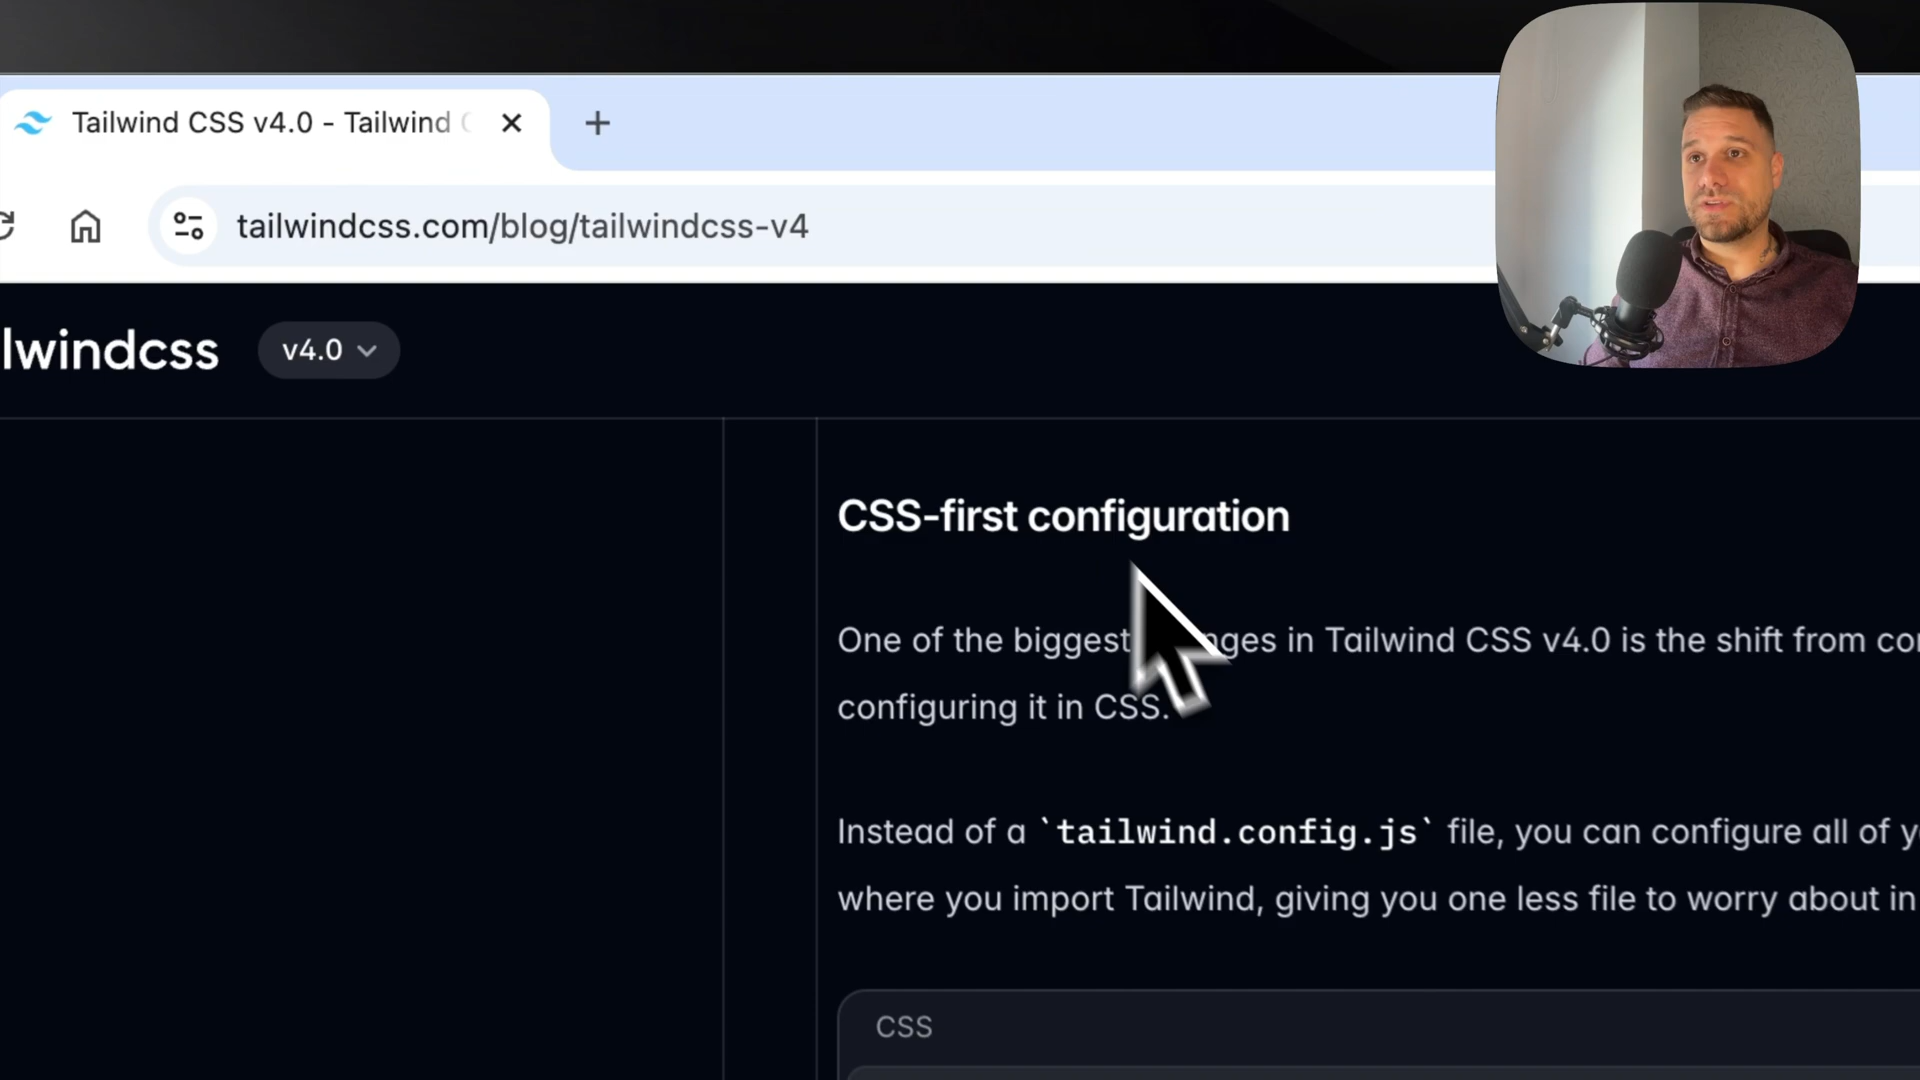 Tailwind CSS v4.0 - Tailwind
tailwindcss.com/blog/tailwindcss-v4
lwindcss v4.0
CSS-first configuration
One of the biggest nges in Tailwind CSS v4.0 is the shift from
configuring it in CSS.
Instead of a `tailwind.config.js` file, you can configure all of
where you import Tailwind, giving you one less file to worry about in
CSS